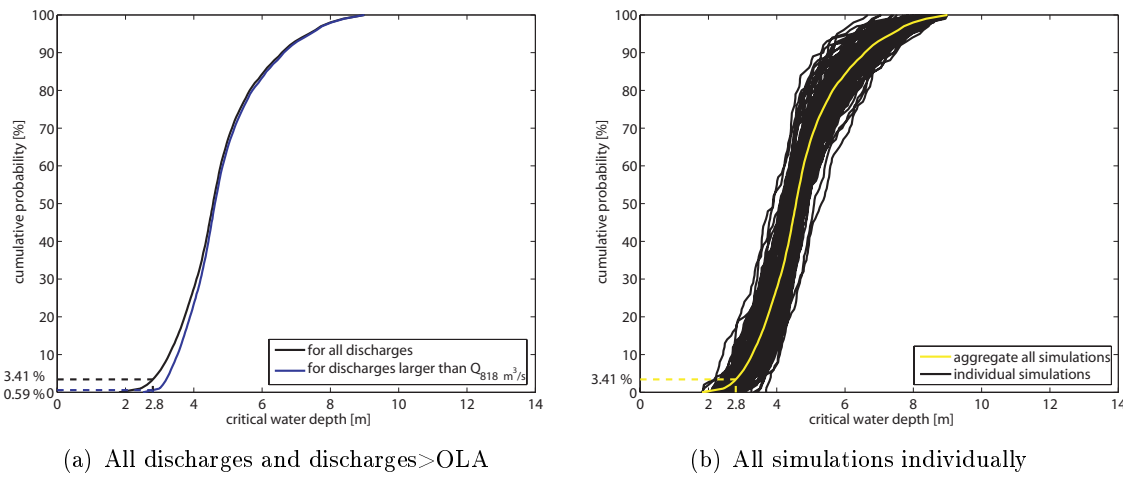 100
90
80
70
60
50
40
30
20
10
0
3.41 %
0.59 %
cumulative probability [%]
0 2 2.8 4 6 8 10 12 14
critical water depth [m]
for all discharges
for discharges larger than Q818 m3/s
(a) All discharges and discharges>OLA
100
90
80
70
60
50
40
30
20
10
0
3.41 %
cumulative probability [%]
0 2 2.8 4 6 8 10 12 14
critical water depth [m]
aggregate all simulations
individual simulations
(b) All simulations individually